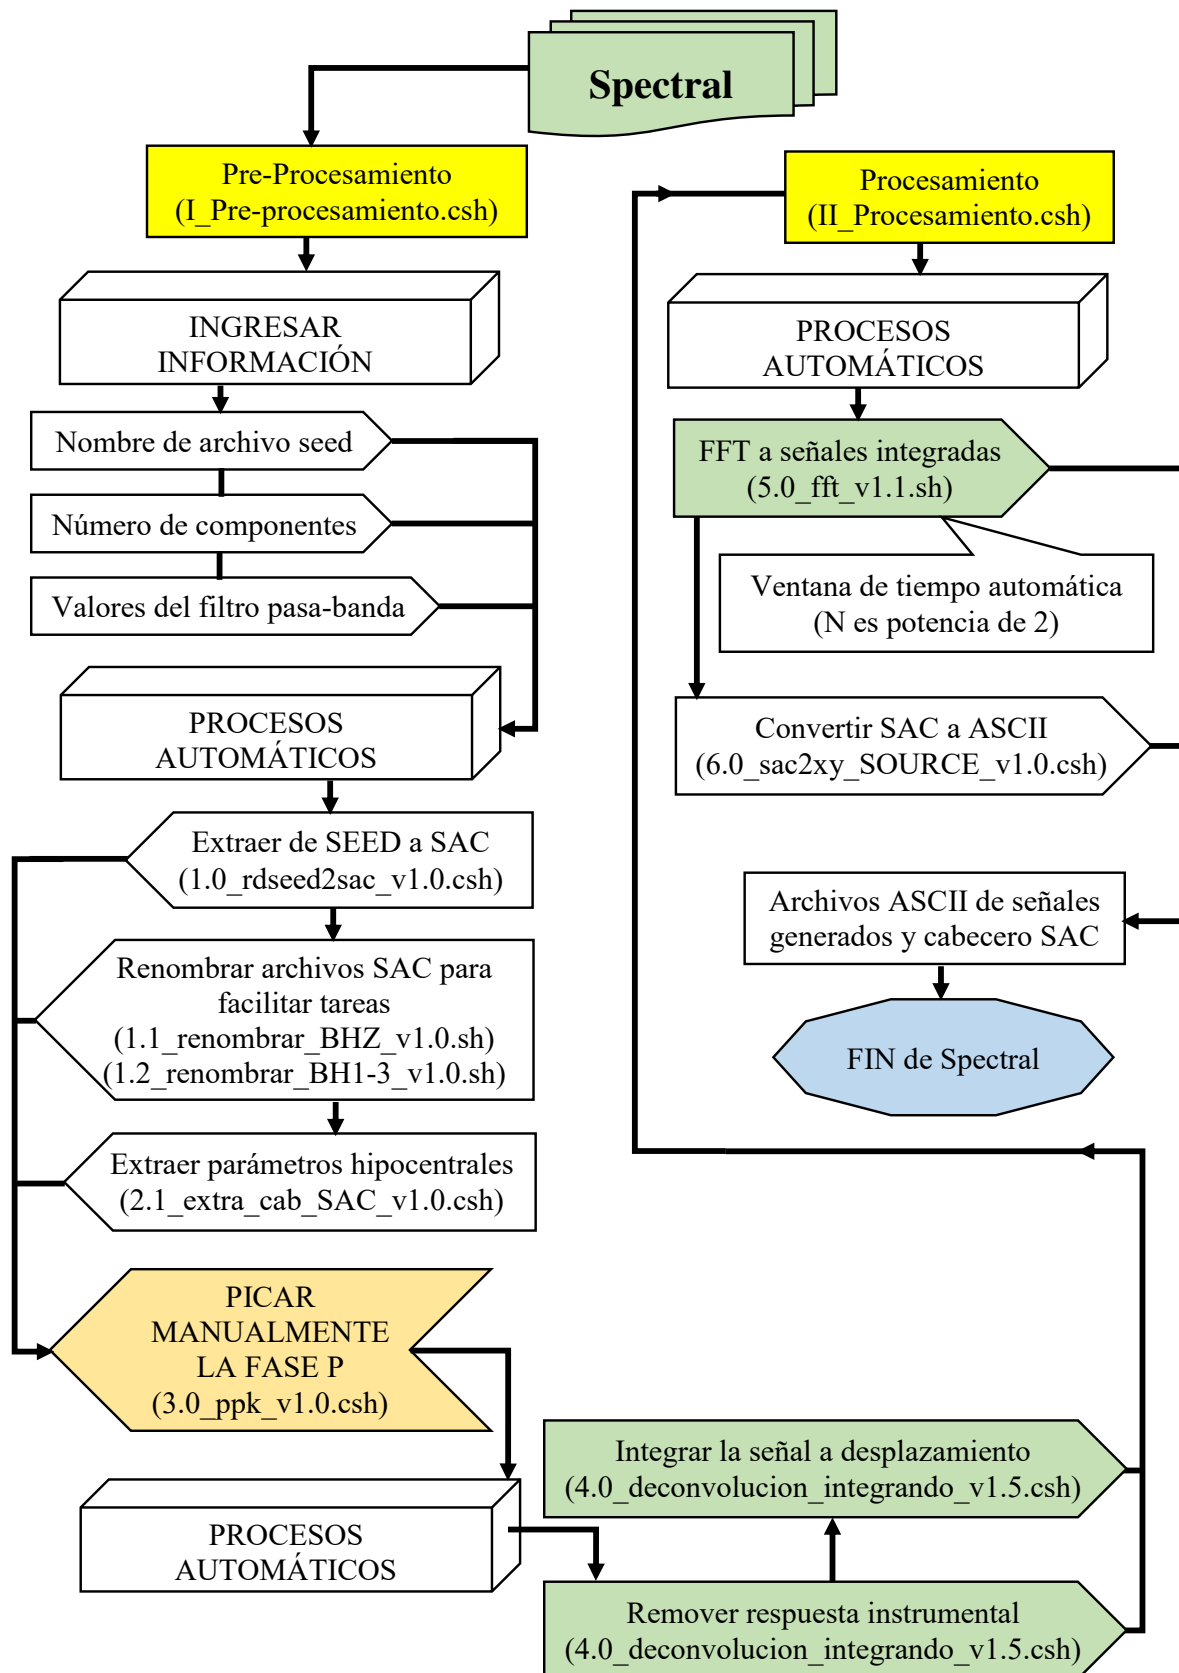 Spectral
Pre-Procesamiento
(I_Pre-procesamiento.csh)
INGRESAR
INFORMACIÓN
Nombre de archivo seed
Número de componentes
Valores del filtro pasa-banda
PROCESOS
AUTOMÁTICOS
Extraer de SEED a SAC
(1.0_rdseed2sac_v1.0.csh)
Renombrar archivos SAC para
facilitar tareas
(1.1_renombrar_BHZ_v1.0.sh)
(1.2_renombrar_BH1-3_v1.0.sh)
Extraer parámetros hipocentrales
(2.1_extra_cab_SAC_v1.0.csh)
PICAR
MANUALMENTE
LA FASE P
(3.0_ppk_v1.0.csh)
PROCESOS
AUTOMÁTICOS
Integrar la señal a desplazamiento
(4.0_deconvolucion_integrando_v1.5.csh)
Remover respuesta instrumental
(4.0_deconvolucion_integrando_v1.5.csh)
Procesamiento
(II_Procesamiento.csh)
PROCESOS
AUTOMÁTICOS
FFT a señales integradas
(5.0_fft_v1.1.sh)
Ventana de tiempo automática
(N es potencia de 2)
Convertir SAC a ASCII
(6.0_sac2xy_SOURCE_v1.0.csh)
Archivos ASCII de señales
generados y cabecero SAC
FIN de Spectral